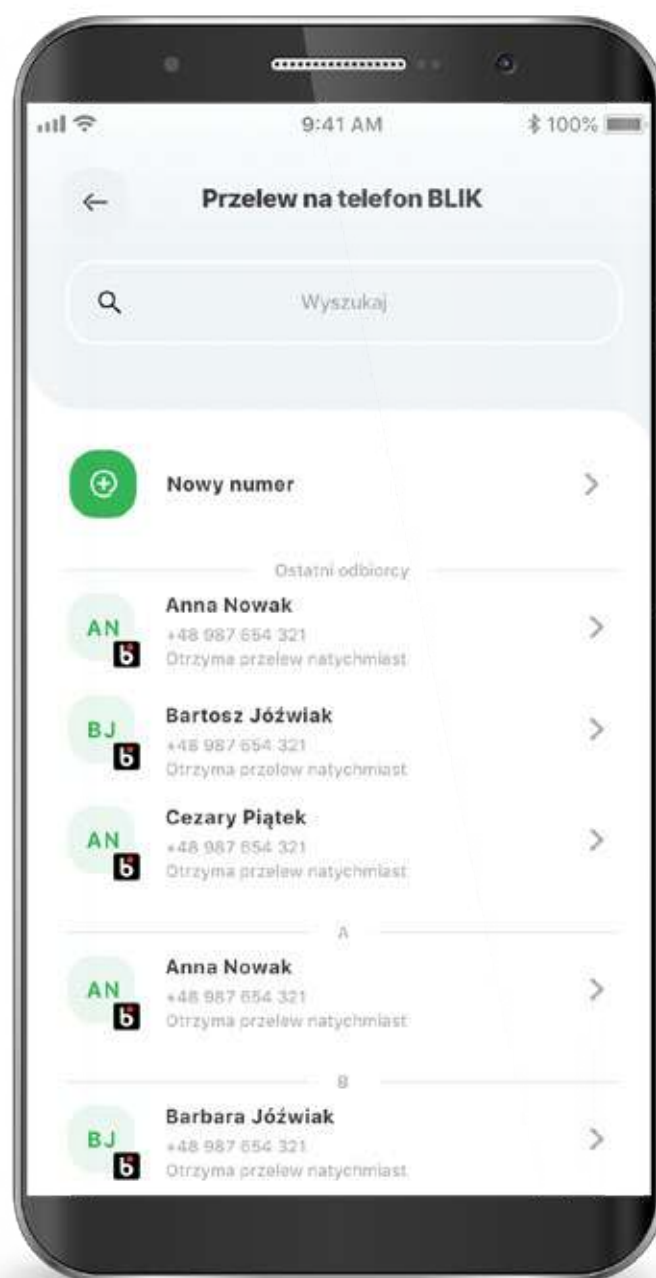 9:41 AM
100%
Przelew na telefon BLIK
Wyszukaj
Nowy numer
Ostatni odbiorcy
AN
Anna Nowak
+48 987 654 321
Otrzyma przelew natychmiast
BJ
Bartosz Jóźwiak
+48 987 654 321
Otrzyma przelew natychmiast
AN
Cezary Piątek
+48 987 654 321
Otrzyma przelew natychmiast
A
AN
Anna Nowak
+48 987 654 321
Otrzyma przelew natychmiast
B
BJ
Barbara Jóźwiak
+48 987 654 321
Otrzyma przelew natychmiast